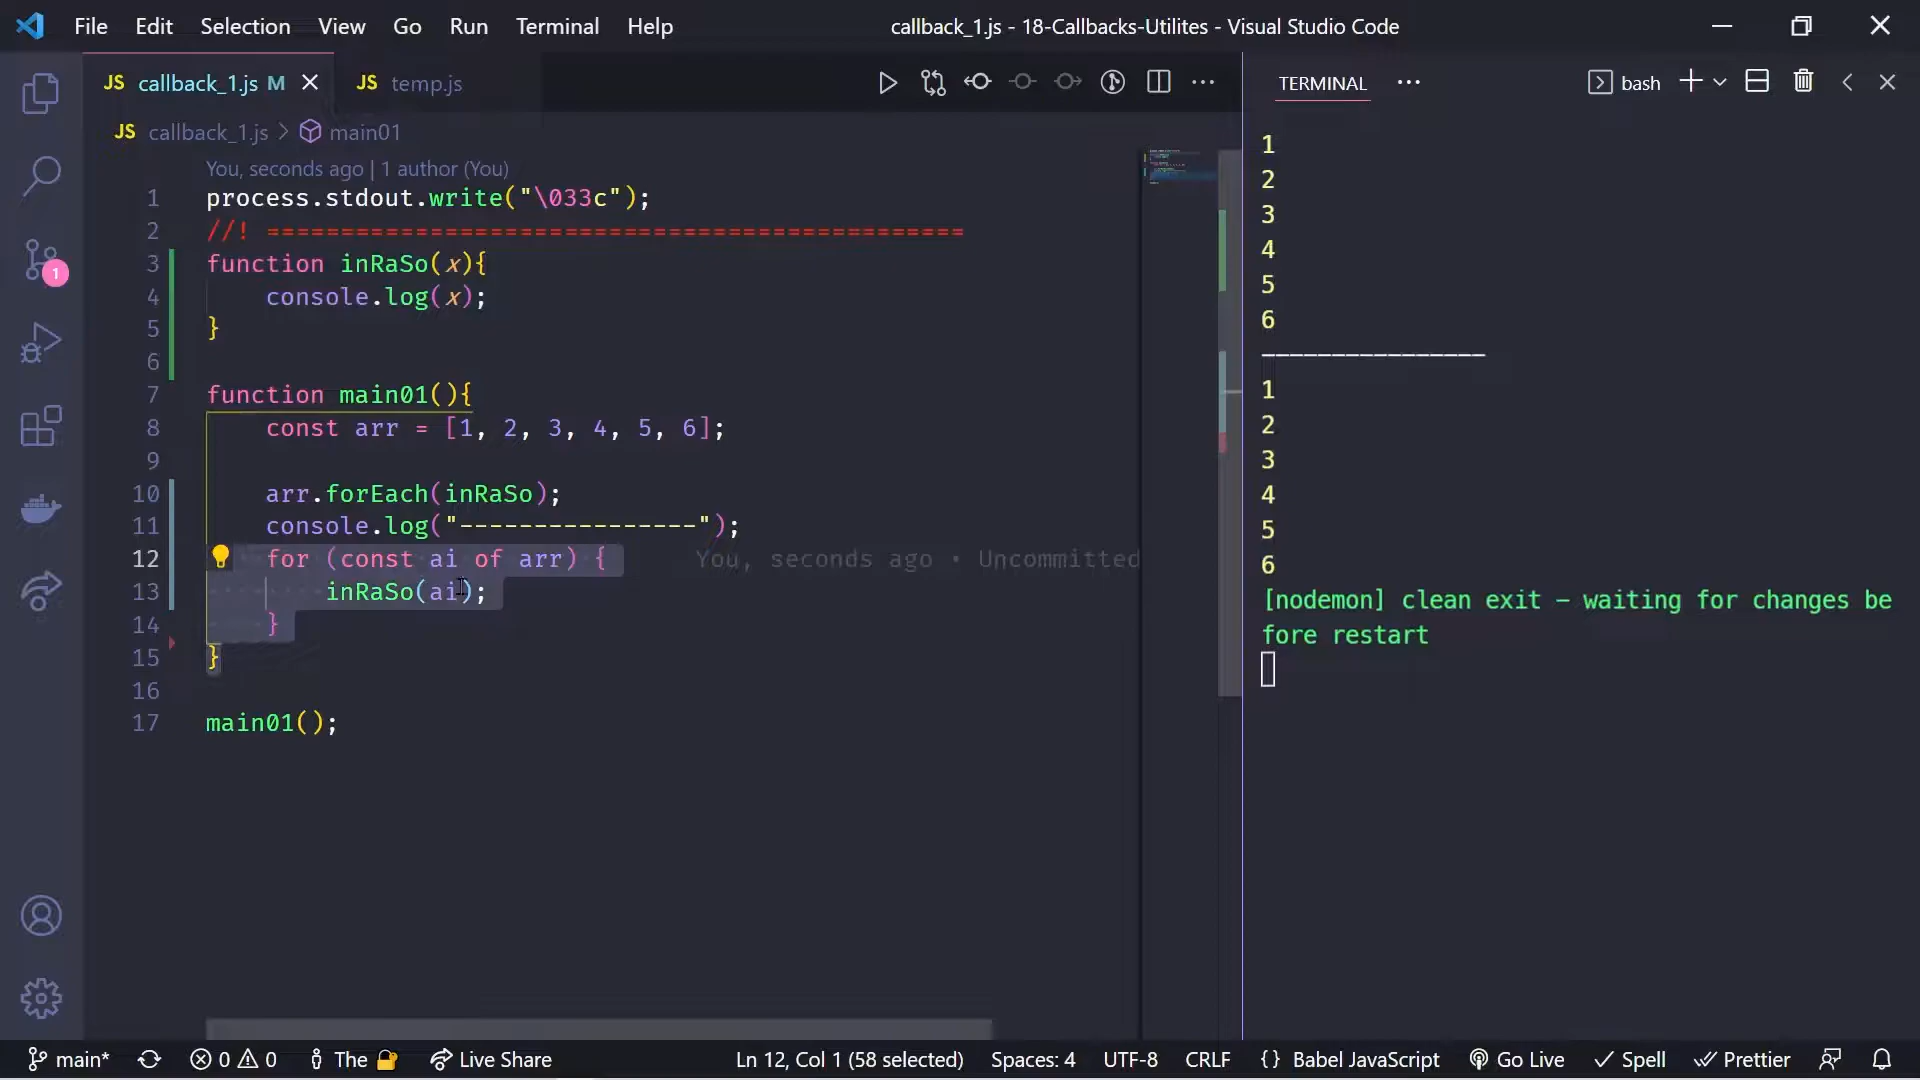 File Edit Selection View Go Run Terminal Help callback_1.js - 18-Callbacks-Utilites - Visual Studio Code
JS callback_1.js M JS temp.js
JS callback_1.js > main01
You, seconds ago | 1 author (You)
1 process.stdout.write("\033c");
2 //! ===============================================
3 function inRaSo(x){
4 console.log(x);
5 }
6
7 function main01(){
8 const arr = [1, 2, 3, 4, 5, 6];
9
10 arr.forEach(inRaSo);
11 console.log("----------------");
12 for (const ai of arr) { You, seconds ago • Uncommitted
13 inRaSo(ai);
14 }
15 }
16
17 main01();
TERMINAL bash
1
2
3
4
5
6
----------------
1
2
3
4
5
6
[nodemon] clean exit - waiting for changes be
fore restart
1
main* 0 0 The Live Share Ln 12, Col 1 (58 selected) Spaces: 4 UTF-8 CRLF {} Babel JavaScript Go Live Spell Prettier